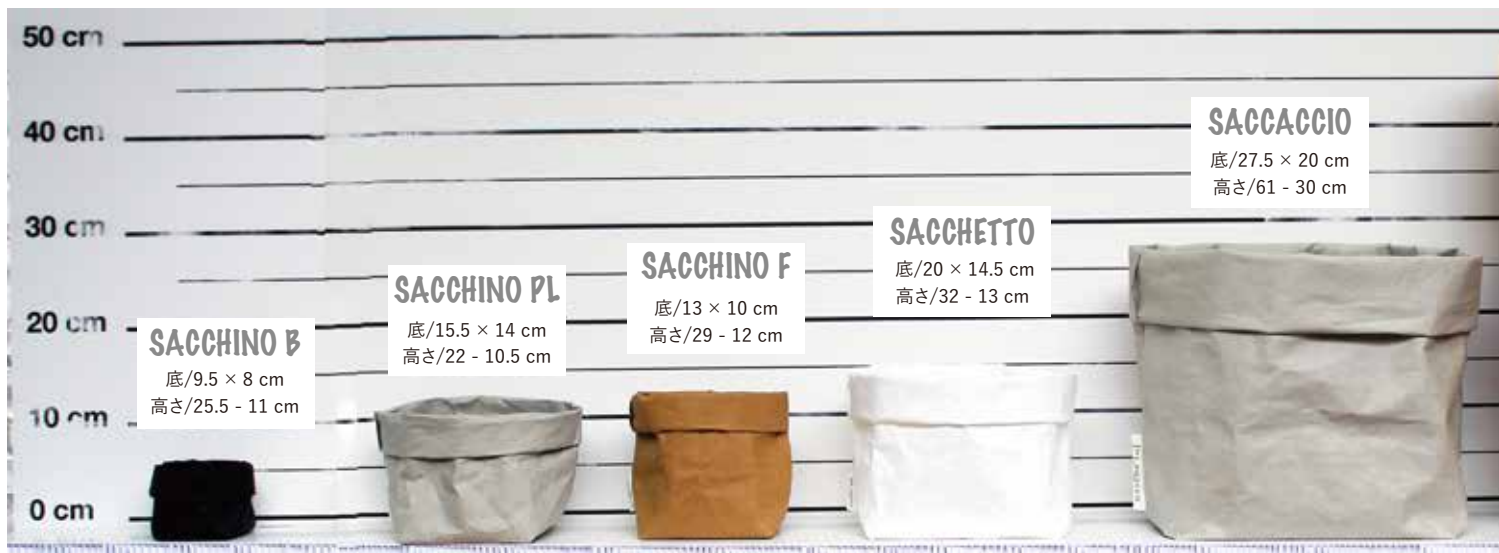 50 cm
40 cm
30 cm
20 cm
10 cm
0 cm
SACCHINO B
底/9.5 × 8 cm
高さ/25.5 - 11 cm
SACCHINO PL
底/15.5 × 14 cm
高さ/22 - 10.5 cm
SACCHINO F
底/13 × 10 cm
高さ/29 - 12 cm
SACCHETTO
底/20 × 14.5 cm
高さ/32 - 13 cm
SACCACCIO
底/27.5 × 20 cm
高さ/61 - 30 cm